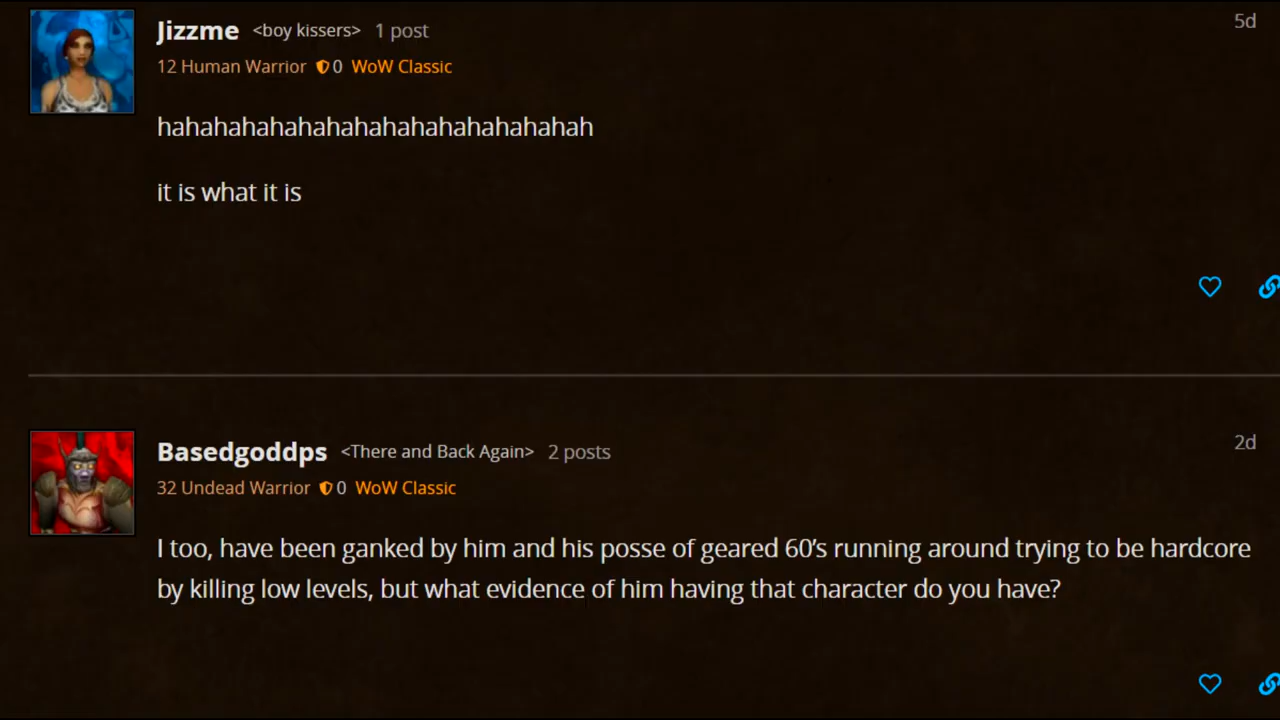 Jizzme <boy kissers> 1 post 5d
12 Human Warrior 0 WoW Classic
hahahahahahahahahahahahahahahah
it is what it is
Basedgoddps <There and Back Again> 2 posts 2d
32 Undead Warrior 0 WoW Classic
I too, have been ganked by him and his posse of geared 60’s running around trying to be hardcore
by killing low levels, but what evidence of him having that character do you have?